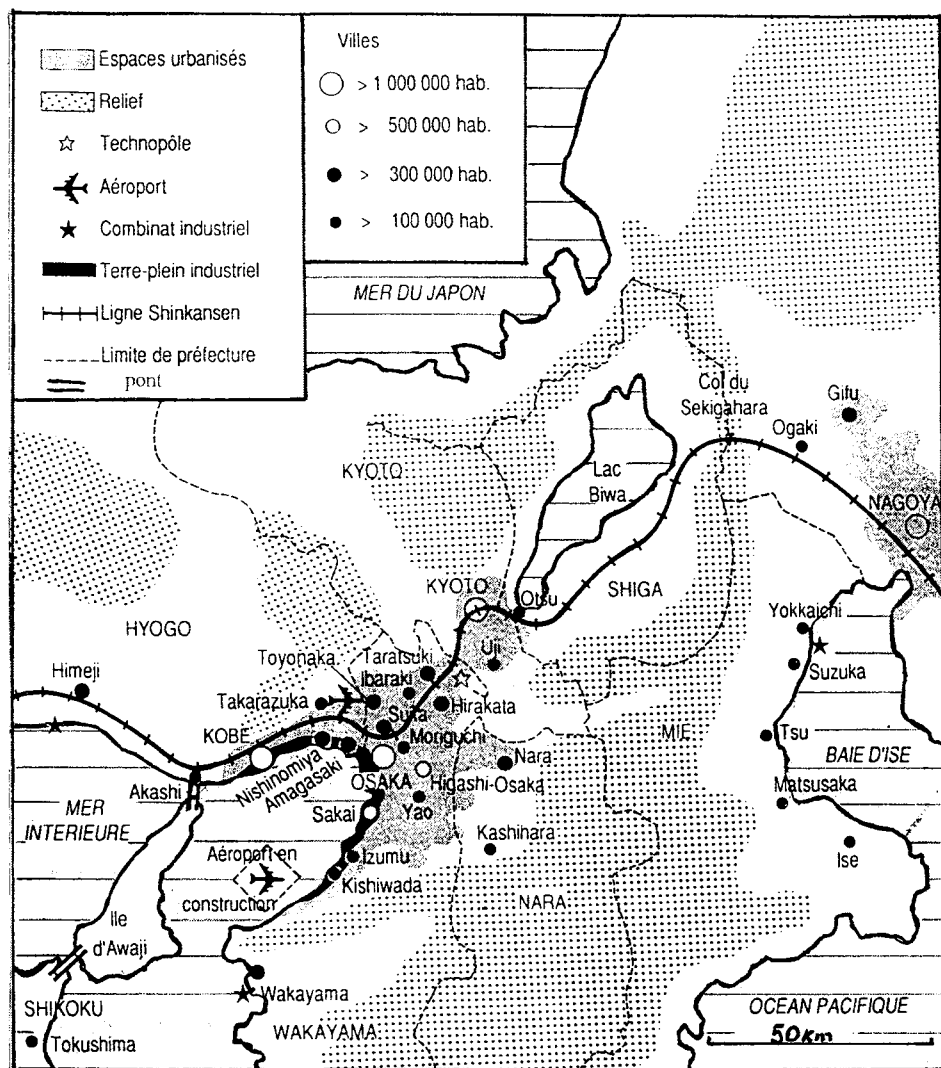 Espaces urbanisés
Relief
Technopôle
Aéroport
Combinat industriel
Terre-plein industriel
Ligne Shinkansen
Limite de préfecture
pont
Villes
> 1 000 000 hab.
> 500 000 hab.
> 300 000 hab.
> 100 000 hab.
MER DU JAPON
Col du
Sekigahara
Gifu
Ogaki
KYOTO
Lac
Biwa
NAGOYA
KYOTO
Otsu
SHIGA
HYOGO
Yokkaichi
Toyonaka
Taratsuki
Uji
Ibaraki
Suzuka
Himeji
Takarazuka
Hirakata
Suita
KOBE
Moriguchi
MIE
Tsu
Nishinomiya
Nara
Amagasaki
OSAKA
Higashi-Osaka
BAIE D'ISE
Akashi
Matsusaka
MER
INTERIEURE
Sakai
Yao
Kashihara
Ise
Aéroport en
construction
Izumu
Kishiwada
NARA
Ile
d'Awaji
Wakayama
SHIKOKU
WAKAYAMA
OCEAN PACIFIQUE
Tokushima
50km